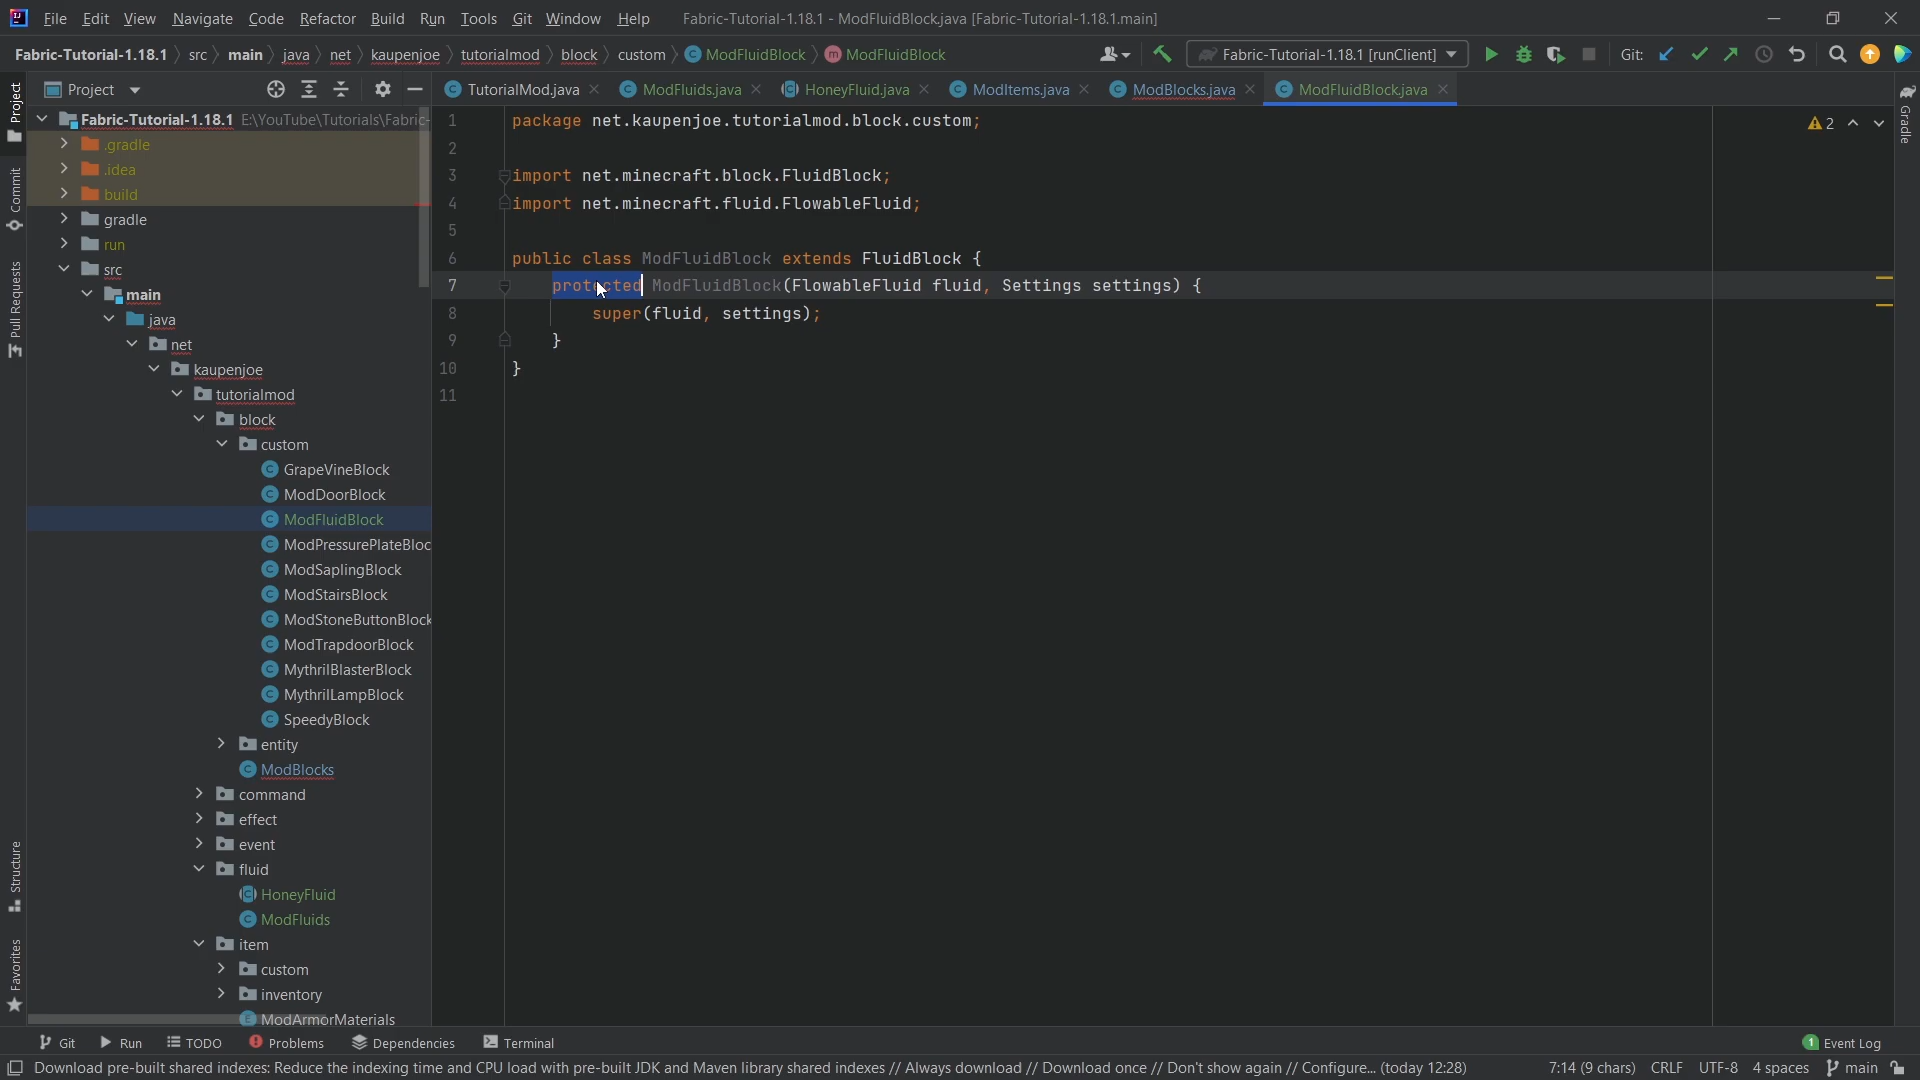 File Edit View Navigate Code Refactor Build Run Tools Git Window Help Fabric-Tutorial-1.18.1 - ModFluidBlock.java [Fabric-Tutorial-1.18.1.main]
Fabric-Tutorial-1.18.1 src main java net kaupenjoe tutorialmod block custom ModFluidBlock ModFluidBlock Fabric-Tutorial-1.18.1 [runClient] Git:
Project TutorialMod.java ModFluids.java HoneyFluid.java ModItems.java ModBlocks.java ModFluidBlock.java
Project
Commit
Pull Requests
Structure
Favorites
Fabric-Tutorial-1.18.1 E:\YouTube\Tutorials\Fabric-
.gradle
.idea
build
gradle
run
src
main
java
net
kaupenjoe
tutorialmod
block
custom
GrapeVineBlock
ModDoorBlock
ModFluidBlock
ModPressurePlateBloc
ModSaplingBlock
ModStairsBlock
ModStoneButtonBlock
ModTrapdoorBlock
MythrilBlasterBlock
MythrilLampBlock
SpeedyBlock
entity
ModBlocks
command
effect
event
fluid
HoneyFluid
ModFluids
item
custom
inventory
ModArmorMaterials
1 package net.kaupenjoe.tutorialmod.block.custom;
2
3 import net.minecraft.block.FluidBlock;
4 import net.minecraft.fluid.FlowableFluid;
5
6 public class ModFluidBlock extends FluidBlock {
7 protected ModFluidBlock(FlowableFluid fluid, Settings settings) {
8 super(fluid, settings);
9 }
10 }
11
2
Gradle
Git Run TODO Problems Dependencies Terminal 1 Event Log
Download pre-built shared indexes: Reduce the indexing time and CPU load with pre-built JDK and Maven library shared indexes // Always download // Download once // Don't show again // Configure... (today 12:28) 7:14 (9 chars) CRLF UTF-8 4 spaces main